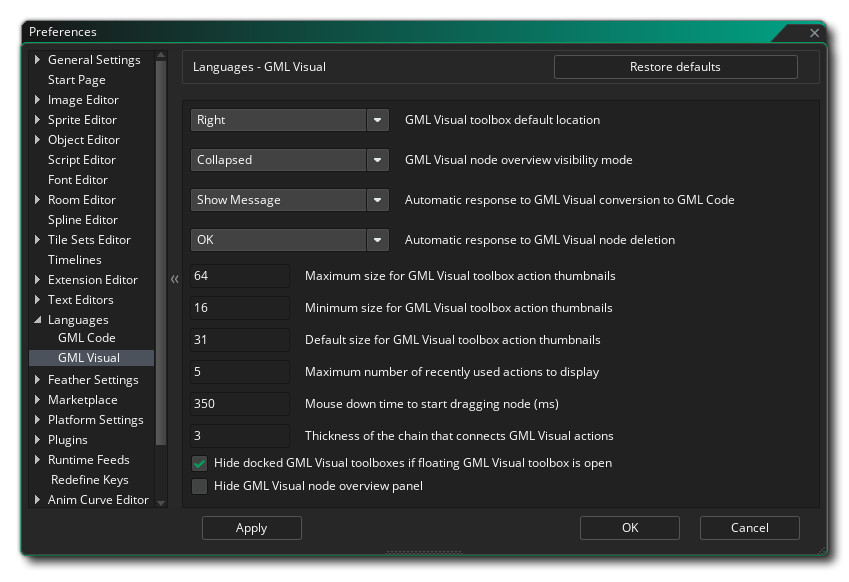 Preferences
General Settings
Start Page
Image Editor
Sprite Editor
Object Editor
Script Editor
Font Editor
Room Editor
Spline Editor
Tile Sets Editor
Timelines
Extension Editor
Text Editors
Languages
GML Code
GML Visual
Feather Settings
Marketplace
Platform Settings
Plugins
Runtime Feeds
Redefine Keys
Anim Curve Editor
Languages - GML Visual
Restore defaults
Right
GML Visual toolbox default location
Collapsed
GML Visual node overview visibility mode
Show Message
Automatic response to GML Visual conversion to GML Code
OK
Automatic response to GML Visual node deletion
64
Maximum size for GML Visual toolbox action thumbnails
16
Minimum size for GML Visual toolbox action thumbnails
31
Default size for GML Visual toolbox action thumbnails
5
Maximum number of recently used actions to display
350
Mouse down time to start dragging node (ms)
3
Thickness of the chain that connects GML Visual actions
Hide docked GML Visual toolboxes if floating GML Visual toolbox is open
Hide GML Visual node overview panel
Apply
OK
Cancel